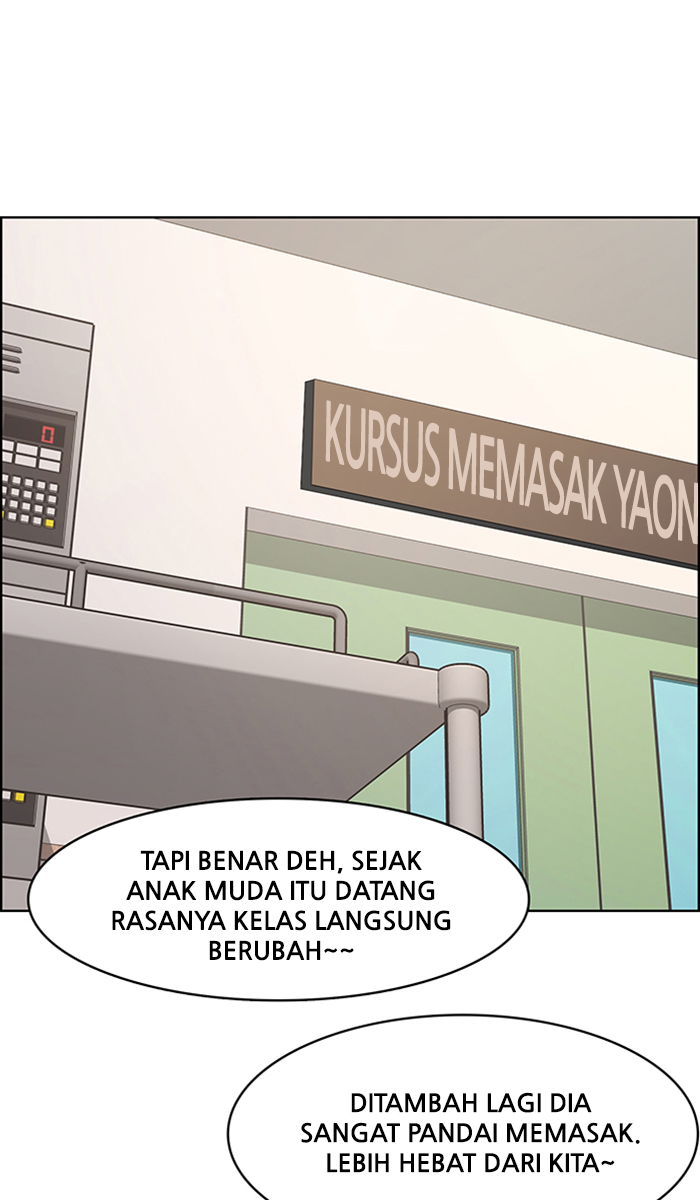 0
KURSUS MEMASAK YAON
TAPI BENAR DEH, SEJAK
ANAK MUDA ITU DATANG
RASANYA KELAS LANGSUNG
BERUBAH~~
DITAMBAH LAGI DIA
SANGAT PANDAI MEMASAK.
LEBIH HEBAT DARI KITA~